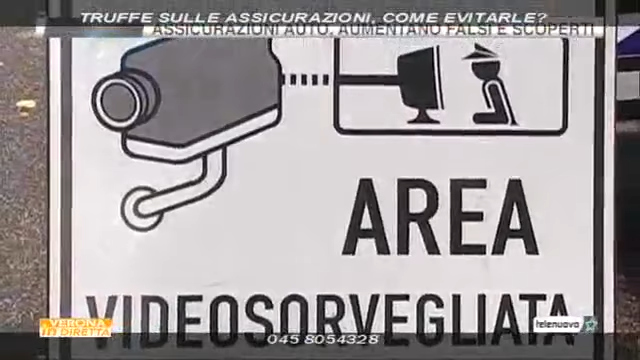 TRUFFE SULLE ASSICURAZIONI, COME EVITARLE?
ASSICURAZIONI AUTO, AUMENTANO FALSI E SCOPERTI
AREA
VIDEOSORVEGLIATA
VERONA
IN DIRETTA
telenuovo
045 8054328